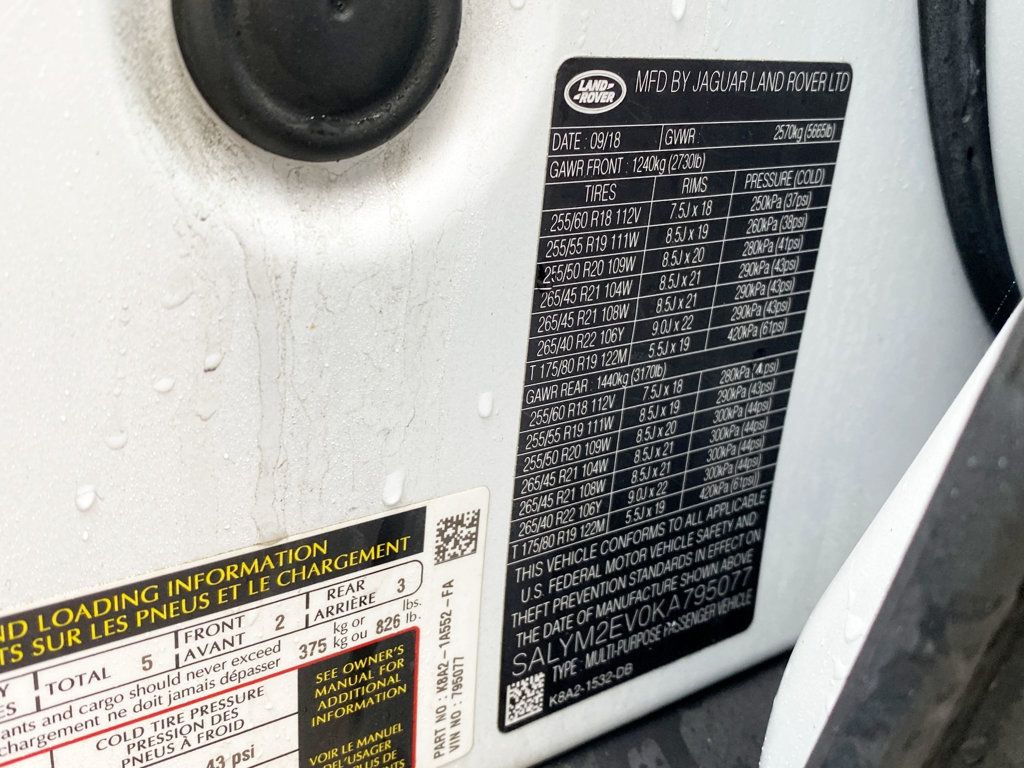 LAND-
-ROVER
MFD BY JAGUAR LAND ROVER LTD
DATE : 09/18 GVWR : 2570kg (5665lb)
GAWR FRONT : 1240kg (2730lb)
TIRES RIMS PRESSURE (COLD)
255/60 R18 112V 7.5J x 18 250kPa (37psi)
255/55 R19 111W 8.5J x 19 260kPa (38psi)
255/50 R20 109W 8.5J x 20 280kPa (41psi)
265/45 R21 104W 8.5J x 21 290kPa (43psi)
265/45 R21 108W 8.5J x 21 290kPa (43psi)
265/40 R22 106Y 9.0J x 22 290kPa (43psi)
T 175/80 R19 122M 5.5J x 19 420kPa (61psi)
GAWR REAR : 1440kg (3170lb)
255/60 R18 112V 7.5J x 18 280kPa
255/55 R19 111W 8.5J x 19 290kPa (43psi)
255/50 R20 109W 8.5J x 20 300kPa (44psi)
265/45 R21 104W 8.5J x 21 300kPa (44psi)
265/45 R21 108W 8.5J x 21 300kPa (44psi)
265/40 R22 106Y 9.0J x 22 300kPa (44psi)
T 175/80 R19 122M 5.5J x 19 420kPa (61psi)
THIS VEHICLE CONFORMS TO ALL APPLICABLE
U.S. FEDERAL MOTOR VEHICLE SAFETY AND
THEFT PREVENTION STANDARDS IN EFFECT ON
THE DATE OF MANUFACTURE SHOWN ABOVE
SALYM2EV0KA795077
TYPE : MULTI-PURPOSE PASSENGER VEHICLE
K8A2-1532-DB
ND LOADING INFORMATION
TS SUR LES PNEUS ET LE CHARGEMENT
TOTAL 5 FRONT 2 REAR 3
AVANT ARRIÈRE
ants and cargo should never exceed 375 kg or 826 lbs.
chargement ne doit jamais dépasser kg ou lb.
COLD TIRE PRESSURE
PRESSION DES
PNEUS À FROID
43 psi
SEE OWNER'S
MANUAL FOR
ADDITIONAL
INFORMATION
VOIR LE MANUEL
L'USAGER
PLUS DE
PART NO : K8A2-1A552-FA
VIN NO : 795077